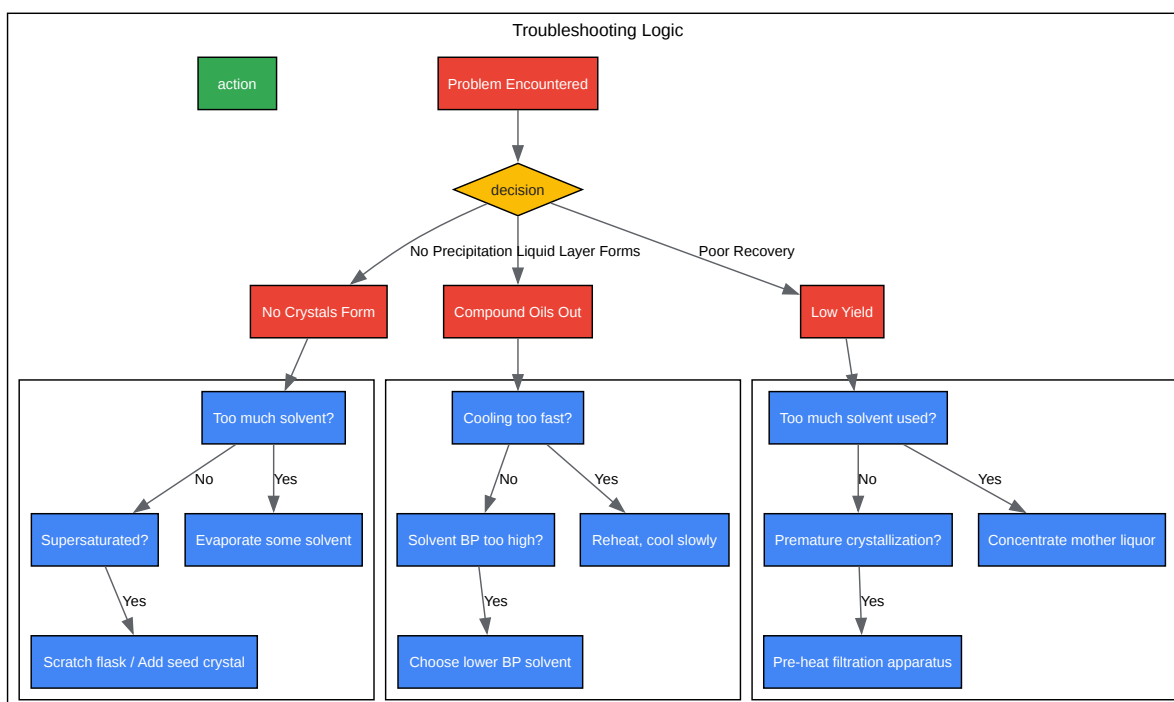 Troubleshooting Logic
action
Problem Encountered
decision
No Precipitation
Liquid Layer Forms
Poor Recovery
No Crystals Form
Compound Oils Out
Low Yield
Too much solvent?
Cooling too fast?
Too much solvent used?
No
Yes
No
Yes
No
Yes
Supersaturated?
Evaporate some solvent
Solvent BP too high?
Reheat, cool slowly
Premature crystallization?
Concentrate mother liquor
Yes
Yes
Yes
Scratch flask / Add seed crystal
Choose lower BP solvent
Pre-heat filtration apparatus